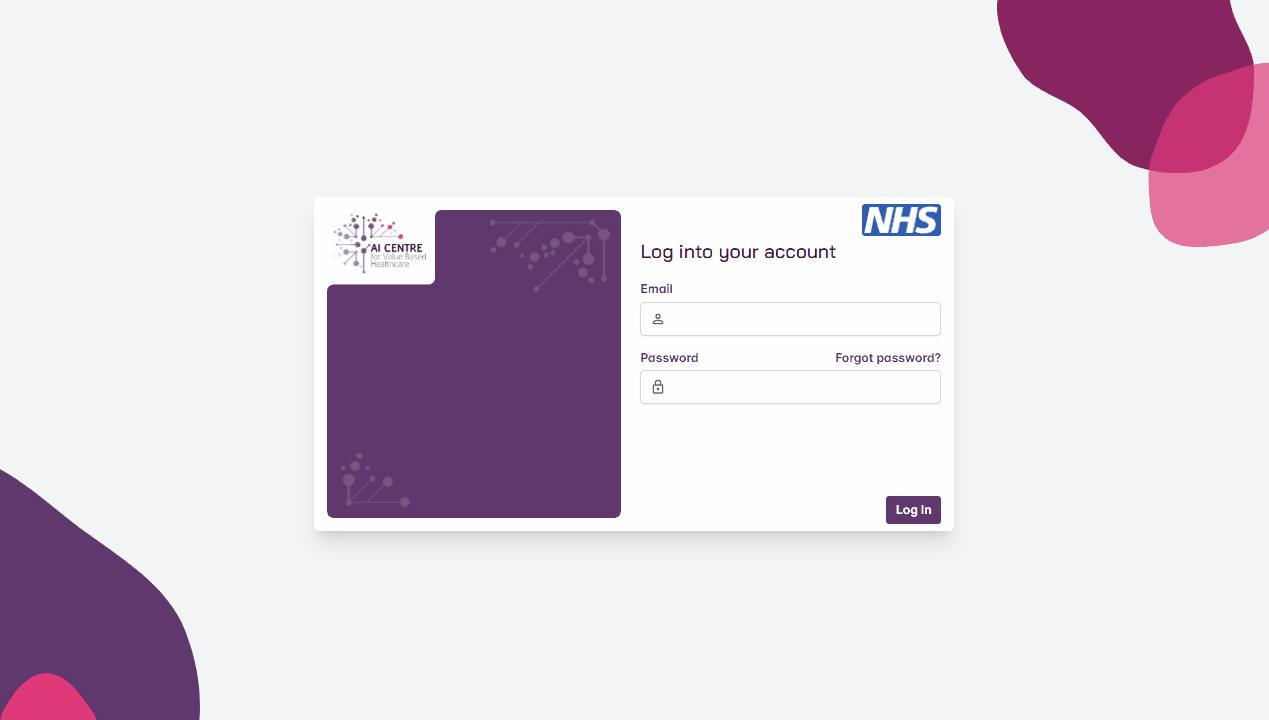 AI CENTRE
for Value Based
Healthcare
NHS
Log into your account
Email
Password
Forgot password?
Log In